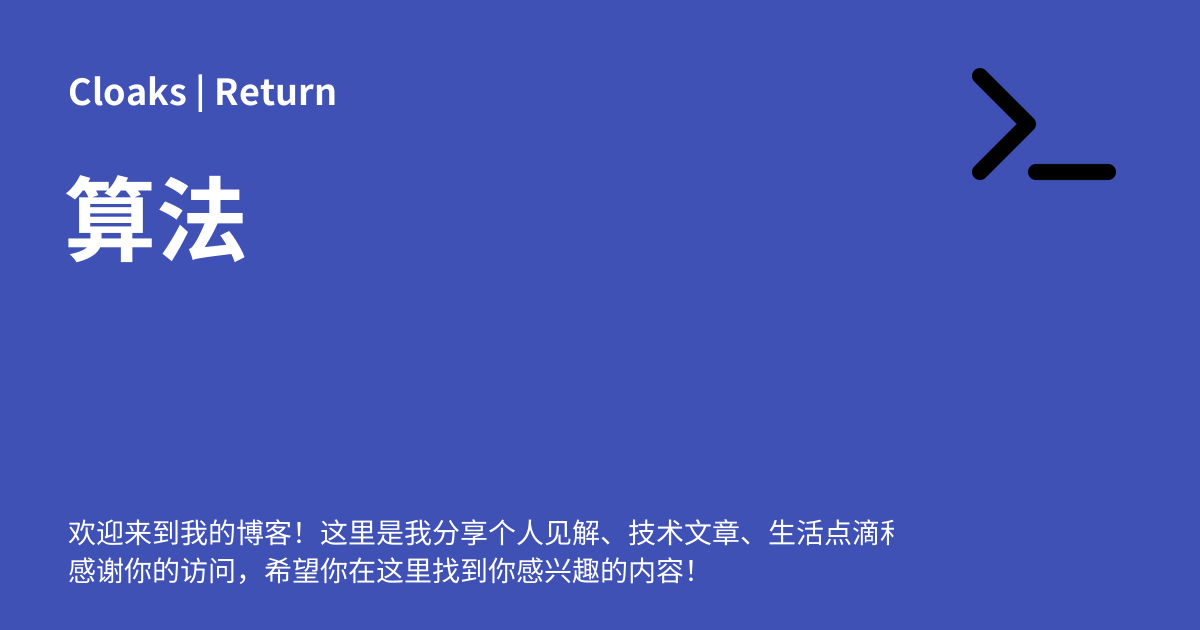 Cloaks | Return
算法
欢迎来到我的博客！这里是我分享个人见解、技术文章、生活点滴
感谢你的访问，希望你在这里找到你感兴趣的内容！